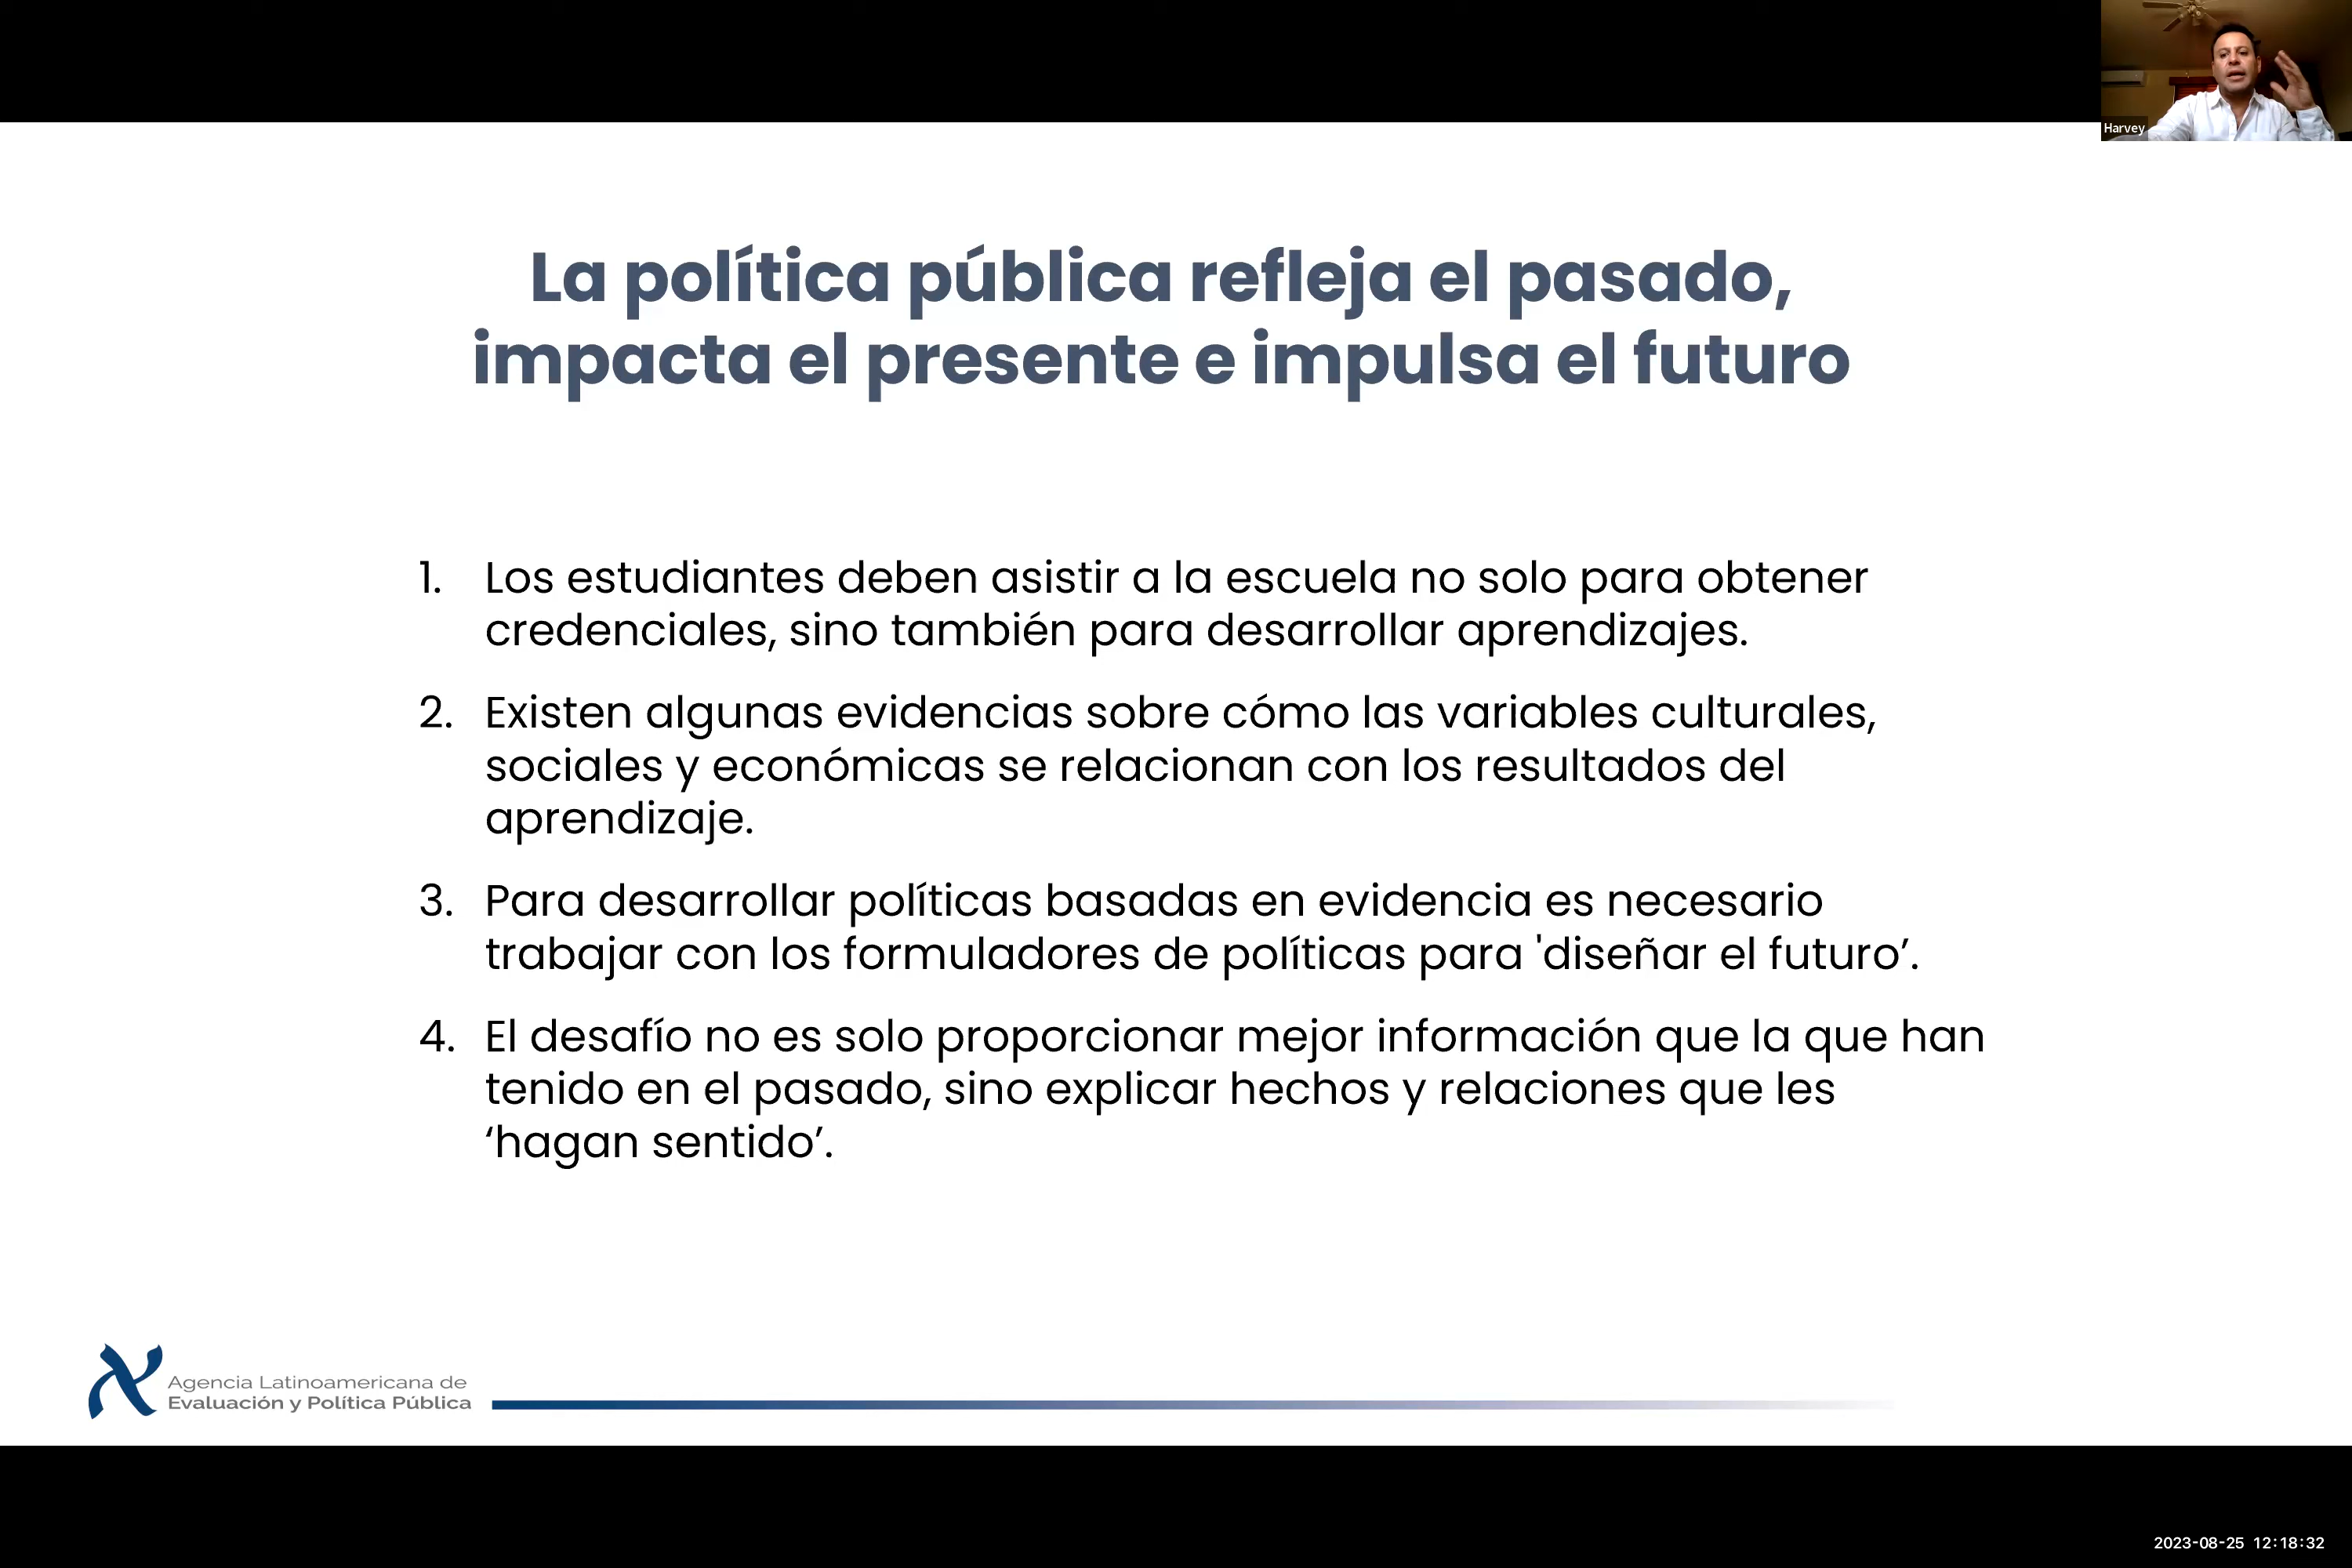 Harvey
La política pública refleja el pasado,
impacta el presente e impulsa el futuro
1. Los estudiantes deben asistir a la escuela no solo para obtener
credenciales, sino también para desarrollar aprendizajes.
2. Existen algunas evidencias sobre cómo las variables culturales,
sociales y económicas se relacionan con los resultados del
aprendizaje.
3. Para desarrollar políticas basadas en evidencia es necesario
trabajar con los formuladores de políticas para 'diseñar el futuro’.
4. El desafío no es solo proporcionar mejor información que la que han
tenido en el pasado, sino explicar hechos y relaciones que les
‘hagan sentido’.
Agencia Latinoamericana de
Evaluación y Política Pública
2023-08-25 12:18:32